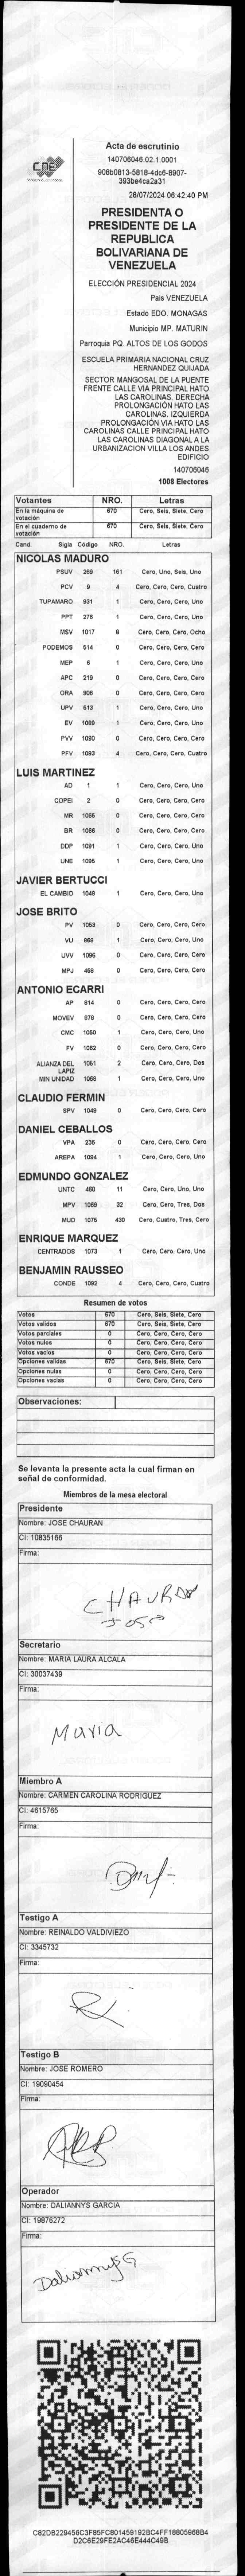 CNE
Acta de escrutinio
140706046.02.1.0001
908b0813-5818-4dc6-8907-
393be4ca2a31
28/07/2024 06:42:40 PM
PRESIDENTA O
PRESIDENTE DE LA
REPUBLICA
BOLIVARIANA DE
VENEZUELA
ELECCIÓN PRESIDENCIAL 2024
Pais VENEZUELA
Estado EDO. MONAGAS
Municipio MP. MATURIN
Parroquia PQ. ALTOS DE LOS GODOS
ESCUELA PRIMARIA NACIONAL CRUZ
HERNANDEZ QUIJADA
SECTOR MANGOSAL DE LA PUENTE
FRENTE CALLE VIA PRINCIPAL HATO
LAS CAROLINAS. DERECHA
PROLONGACIÓN HATO LAS
CAROLINAS. IZQUIERDA
PROLONGACIÓN VIA HATO LAS
CAROLINAS CALLE PRINCIPAL HATO
LAS CAROLINAS DIAGONAL A LA
URBANIZACION VILLA LOS ANDES
EDIFICIO
140706046
1008 Electores
Votantes NRO. Letras
En la máquina de votación 670 Cero, Seis, Siete, Cero
En el cuaderno de votación 670 Cero, Seis, Siete, Cero
Cand. Sigla Código NRO. Letras
NICOLAS MADURO
PSUV 269 161 Cero, Uno, Seis, Uno
PCV 9 4 Cero, Cero, Cero, Cuatro
TUPAMARO 931 1 Cero, Cero, Cero, Uno
PPT 276 1 Cero, Cero, Cero, Uno
MSV 1017 8 Cero, Cero, Cero, Ocho
PODEMOS 514 0 Cero, Cero, Cero, Cero
MEP 6 1 Cero, Cero, Cero, Uno
APC 219 0 Cero, Cero, Cero, Cero
ORA 906 0 Cero, Cero, Cero, Cero
UPV 513 1 Cero, Cero, Cero, Uno
EV 1089 1 Cero, Cero, Cero, Uno
PVV 1090 0 Cero, Cero, Cero, Cero
PFV 1093 4 Cero, Cero, Cero, Cuatro
LUIS MARTINEZ
AD 1 1 Cero, Cero, Cero, Uno
COPEI 2 0 Cero, Cero, Cero, Cero
MR 1065 0 Cero, Cero, Cero, Cero
BR 1066 0 Cero, Cero, Cero, Cero
DDP 1091 1 Cero, Cero, Cero, Uno
UNE 1095 1 Cero, Cero, Cero, Uno
JAVIER BERTUCCI
EL CAMBIO 1048 1 Cero, Cero, Cero, Uno
JOSE BRITO
PV 1053 0 Cero, Cero, Cero, Cero
VU 868 1 Cero, Cero, Cero, Uno
UVV 1096 0 Cero, Cero, Cero, Cero
MPJ 458 0 Cero, Cero, Cero, Cero
ANTONIO ECARRI
AP 814 0 Cero, Cero, Cero, Cero
MOVEV 979 0 Cero, Cero, Cero, Cero
CMC 1050 1 Cero, Cero, Cero, Uno
FV 1062 0 Cero, Cero, Cero, Cero
ALIANZA DEL LAPIZ 1051 2 Cero, Cero, Cero, Dos
MIN UNIDAD 1068 1 Cero, Cero, Cero, Uno
CLAUDIO FERMIN
SPV 1049 0 Cero, Cero, Cero, Cero
DANIEL CEBALLOS
VPA 236 0 Cero, Cero, Cero, Cero
AREPA 1094 1 Cero, Cero, Cero, Uno
EDMUNDO GONZALEZ
UNTC 460 11 Cero, Cero, Uno, Uno
MPV 1069 32 Cero, Cero, Tres, Dos
MUD 1075 430 Cero, Cuatro, Tres, Cero
ENRIQUE MARQUEZ
CENTRADOS 1073 1 Cero, Cero, Cero, Uno
BENJAMIN RAUSSEO
CONDE 1092 4 Cero, Cero, Cero, Cuatro
Resumen de votos
Votos 670 Cero, Seis, Siete, Cero
Votos válidos 670 Cero, Seis, Siete, Cero
Votos parciales 0 Cero, Cero, Cero, Cero
Votos nulos 0 Cero, Cero, Cero, Cero
Votos vacíos 0 Cero, Cero, Cero, Cero
Opciones validas 670 Cero, Seis, Siete, Cero
Opciones nulas 0 Cero, Cero, Cero, Cero
Opciones vacías 0 Cero, Cero, Cero, Cero
Observaciones:
Se levanta la presente acta la cual firman en
señal de conformidad.
Miembros de la mesa electoral
Presidente
Nombre: JOSE CHAURAN
CI: 10835166
Firma:
CHAURAN
JOSE
Secretario
Nombre: MARIA LAURA ALCALA
CI: 30037439
Firma:
Maria
Miembro A
Nombre: CARMEN CAROLINA RODRIGUEZ
CI: 4615765
Firma:
Testigo A
Nombre: REINALDO VALDIVIEZO
CI: 3345732
Firma:
Testigo B
Nombre: JOSE ROMERO
CI: 19090454
Firma:
Operador
Nombre: DALIANNYS GARCIA
CI: 19876272
Firma:
Daliannys G
C82DB229456C3F85FC801459192BC4FF18805968B4
D2C6E29FE2AC46E444C49B